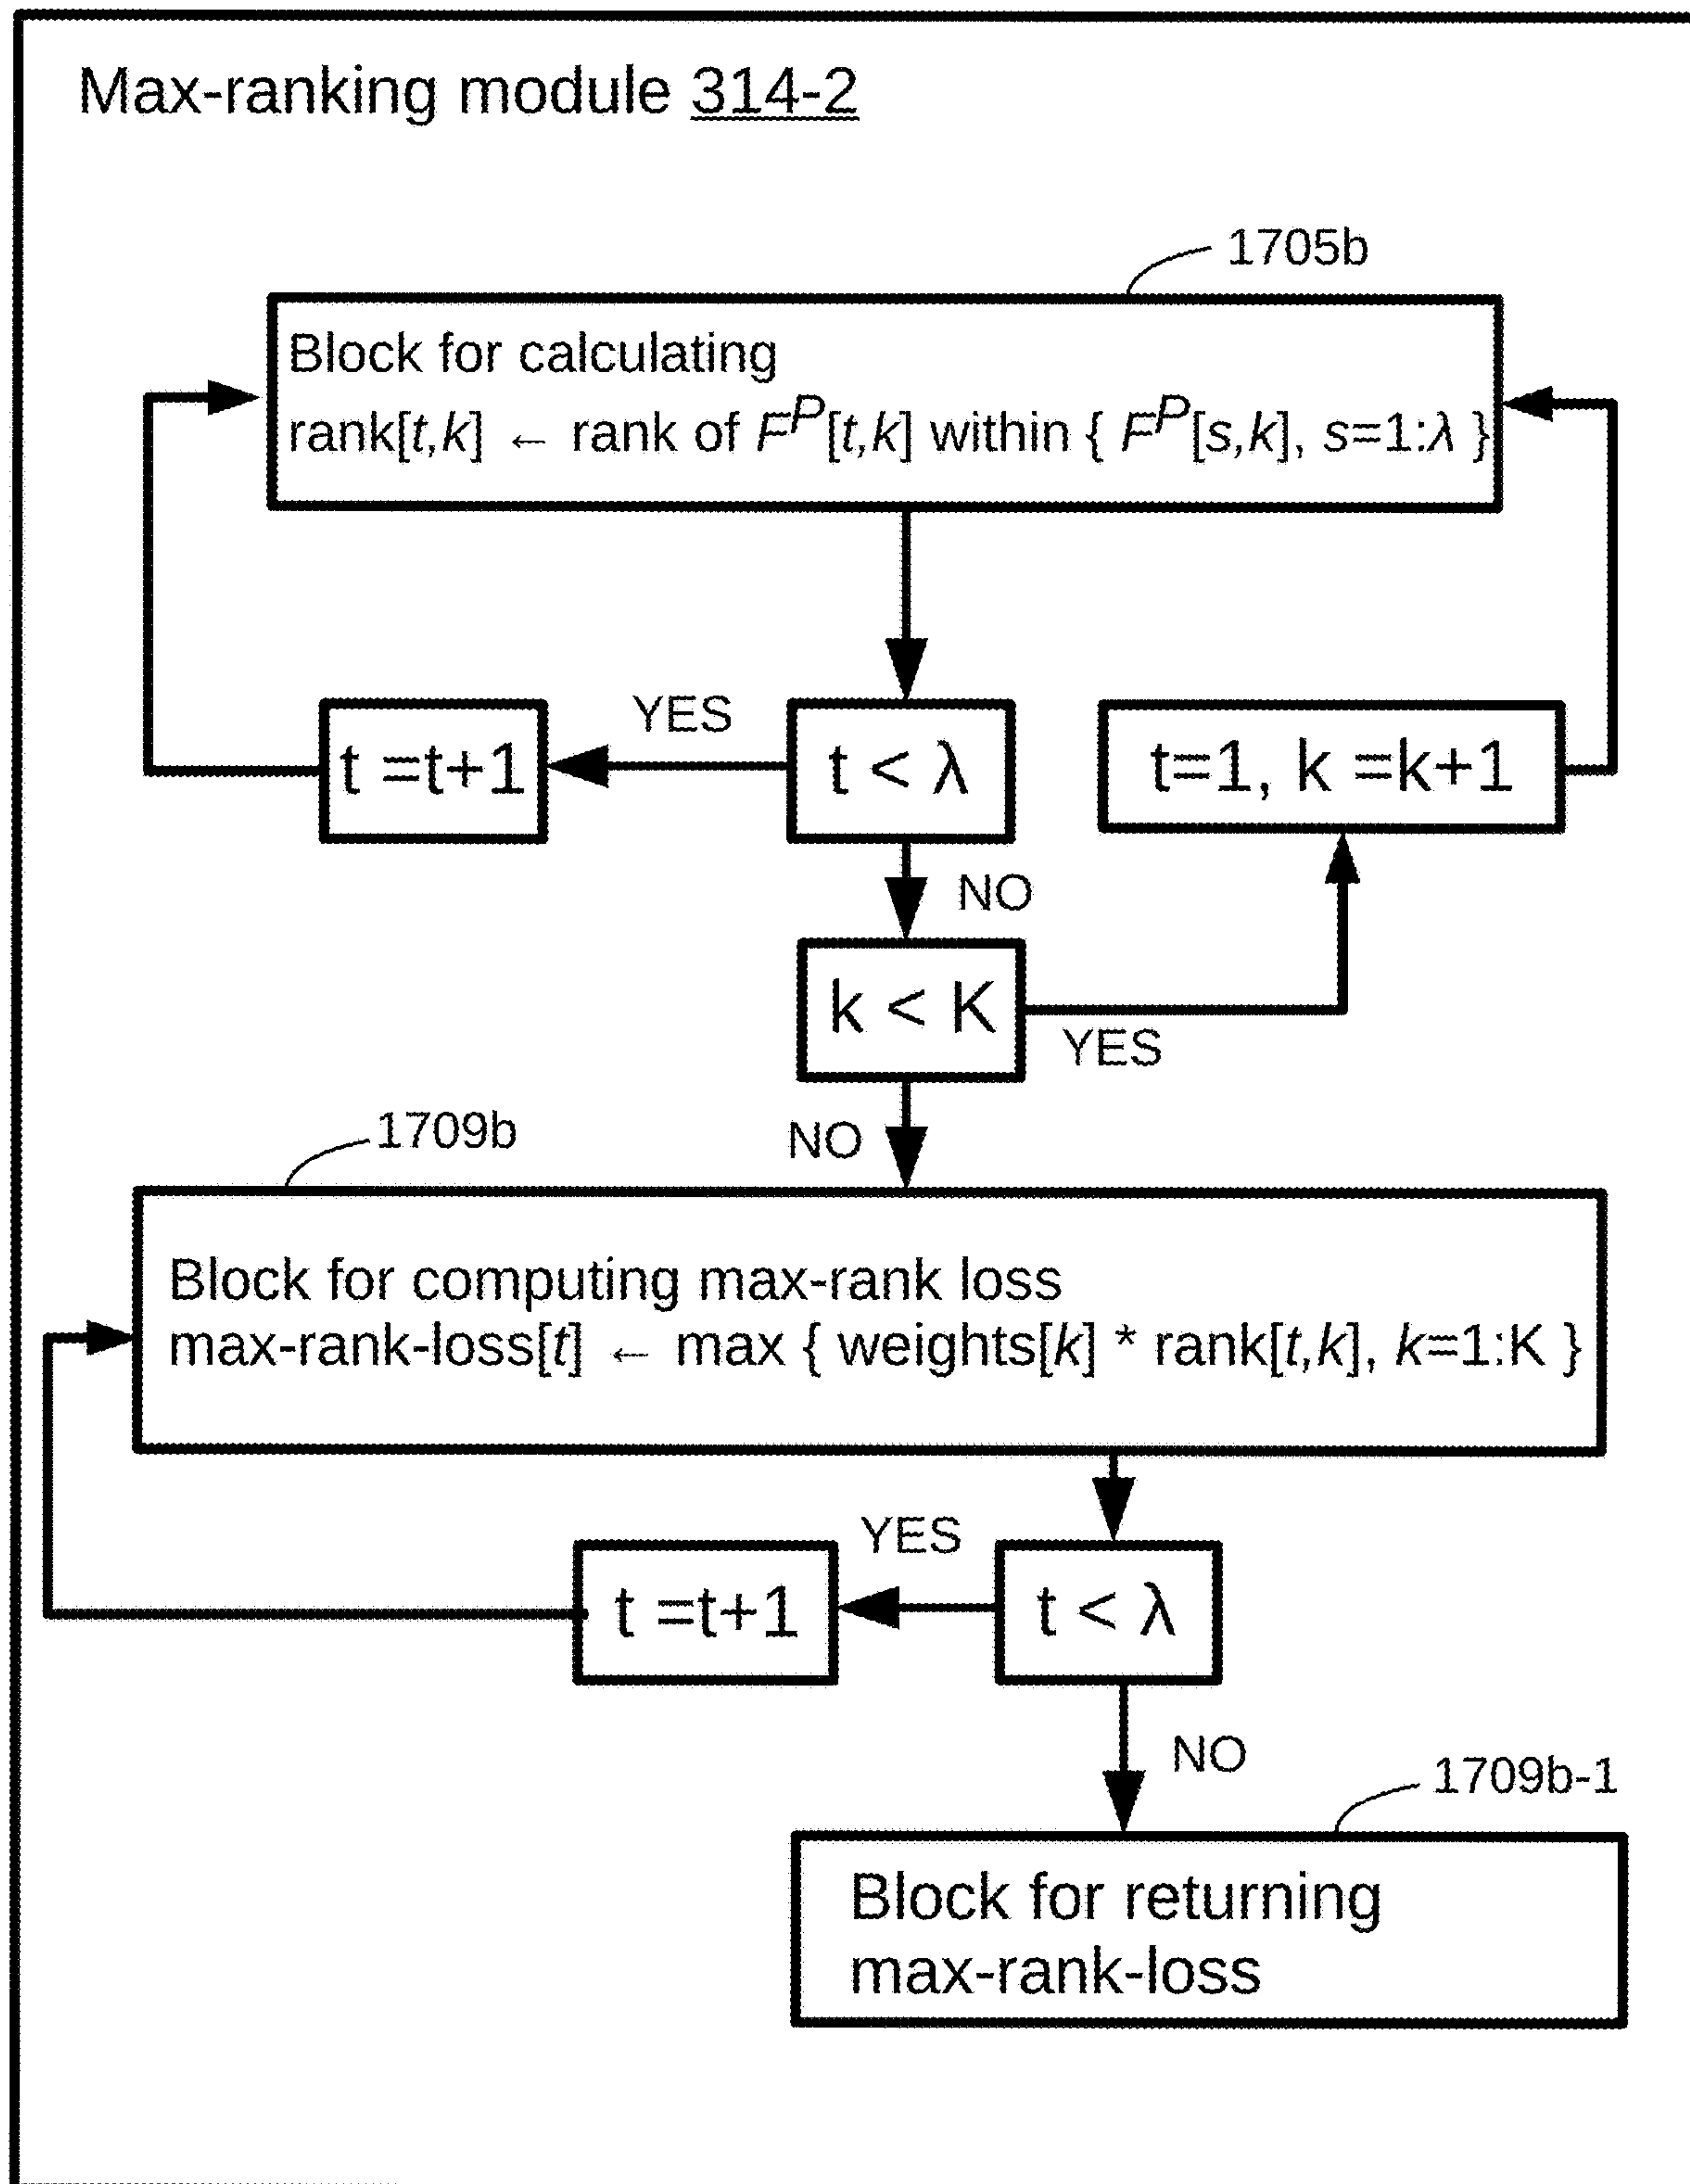 Max-ranking module 314-2
1705b
Block for calculating
rank[t,k] ← rank of F^P[t,k] within { F^P[s,k], s=1:λ }
YES
t =t+1
t < λ
t=1, k =k+1
NO
k < K
YES
NO
1709b
Block for computing max-rank loss
max-rank-loss[t] ← max { weights[k] * rank[t,k], k=1:K }
YES
t =t+1
t < λ
NO
1709b-1
Block for returning
max-rank-loss